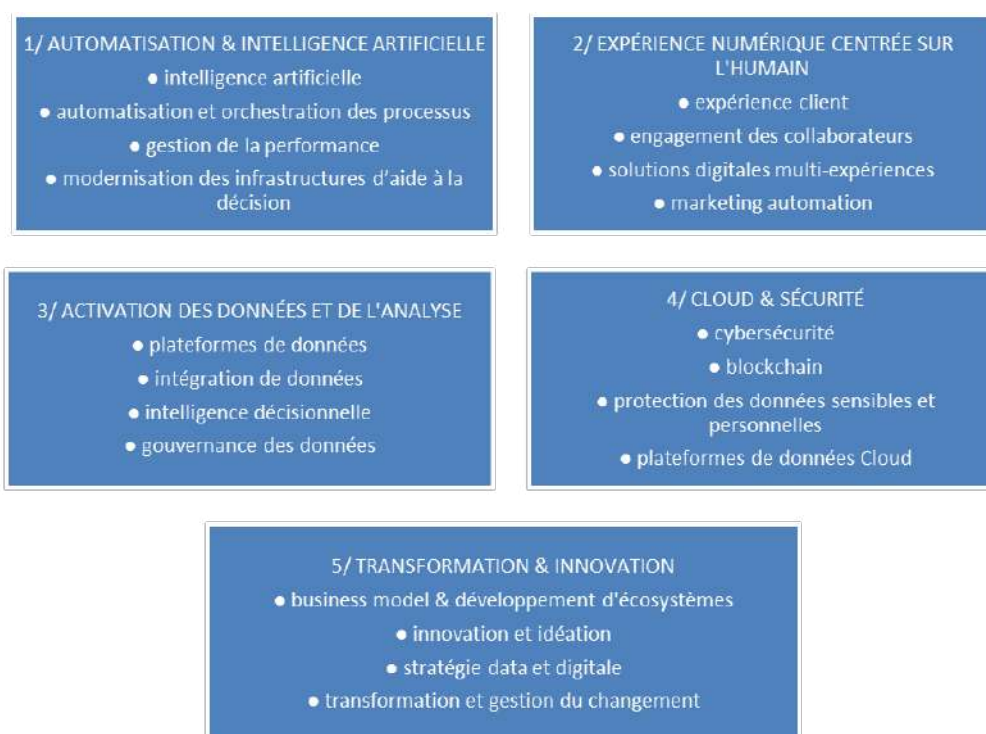 1/ AUTOMATISATION & INTELLIGENCE ARTIFICIELLE
● intelligence artificielle
● automatisation et orchestration des processus
● gestion de la performance
● modernisation des infrastructures d'aide à la
décision
2/ EXPÉRIENCE NUMÉRIQUE CENTRÉE SUR
L'HUMAIN
● expérience client
● engagement des collaborateurs
● solutions digitales multi-expériences
● marketing automation
3/ ACTIVATION DES DONNÉES ET DE L'ANALYSE
● plateformes de données
● intégration de données
● intelligence décisionnelle
● gouvernance des données
4/ CLOUD & SÉCURITÉ
● cybersécurité
● blockchain
● protection des données sensibles et
personnelles
● plateformes de données Cloud
5/ TRANSFORMATION & INNOVATION
● business model & développement d'écosystèmes
● innovation et idéation
● stratégie data et digitale
● transformation et gestion du changement